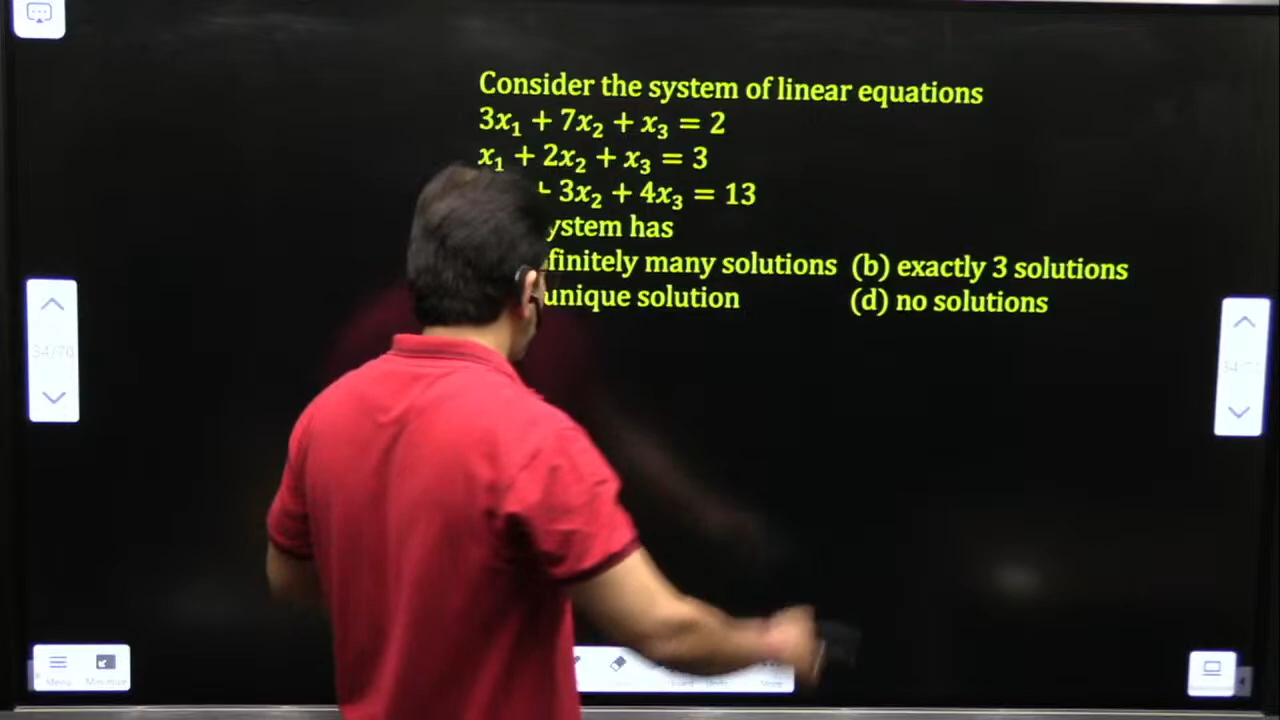 Consider the system of linear equations
3x₁ + 7x₂ + x₃ = 2
x₁ + 2x₂ + x₃ = 3
3x₂ + 4x₃ = 13
ystem has
finitely many solutions (b) exactly 3 solutions
unique solution (d) no solutions
Menu